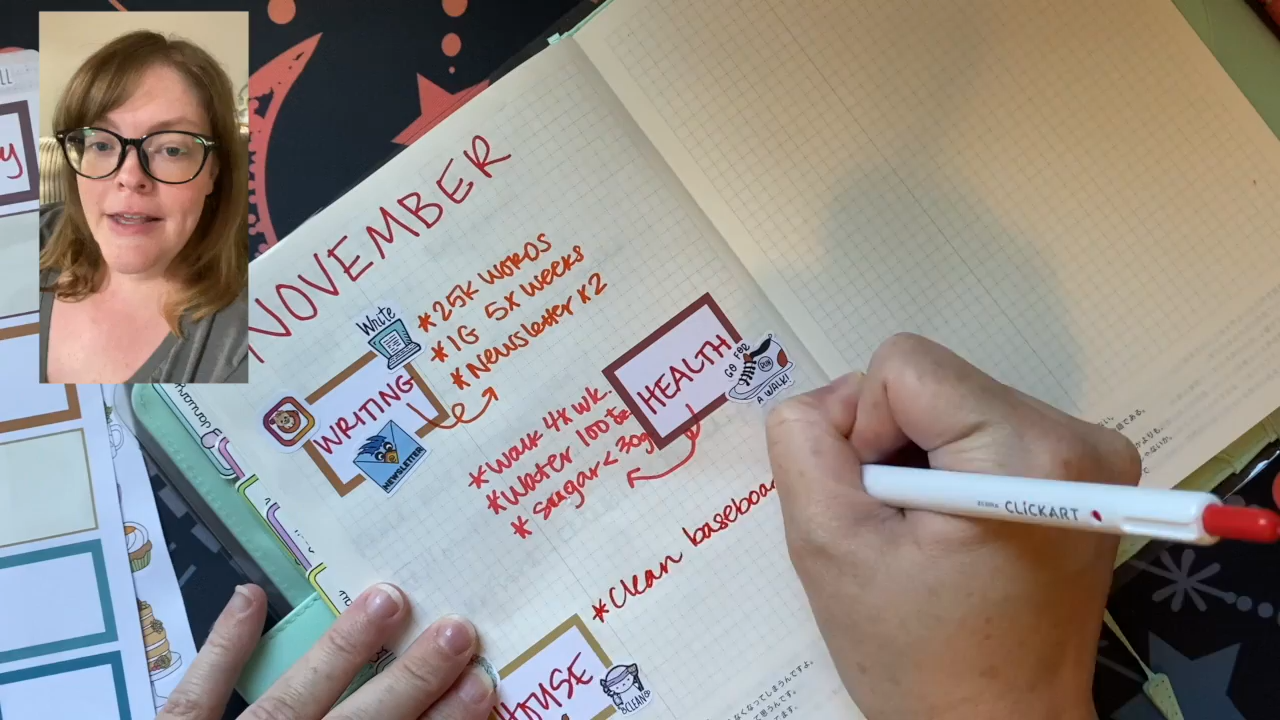 NOVEMBER
Write
*25K WORDS
*IG 5X Weeks
*Newsletter x2
WRITING
NEWSLETTER
HEALTH
GO FOR
A WALK!
*Walk 4x wk.
*Water 100
*Sugar < 30g
*Clean
HOUSE
CLEAN
CLiCKART